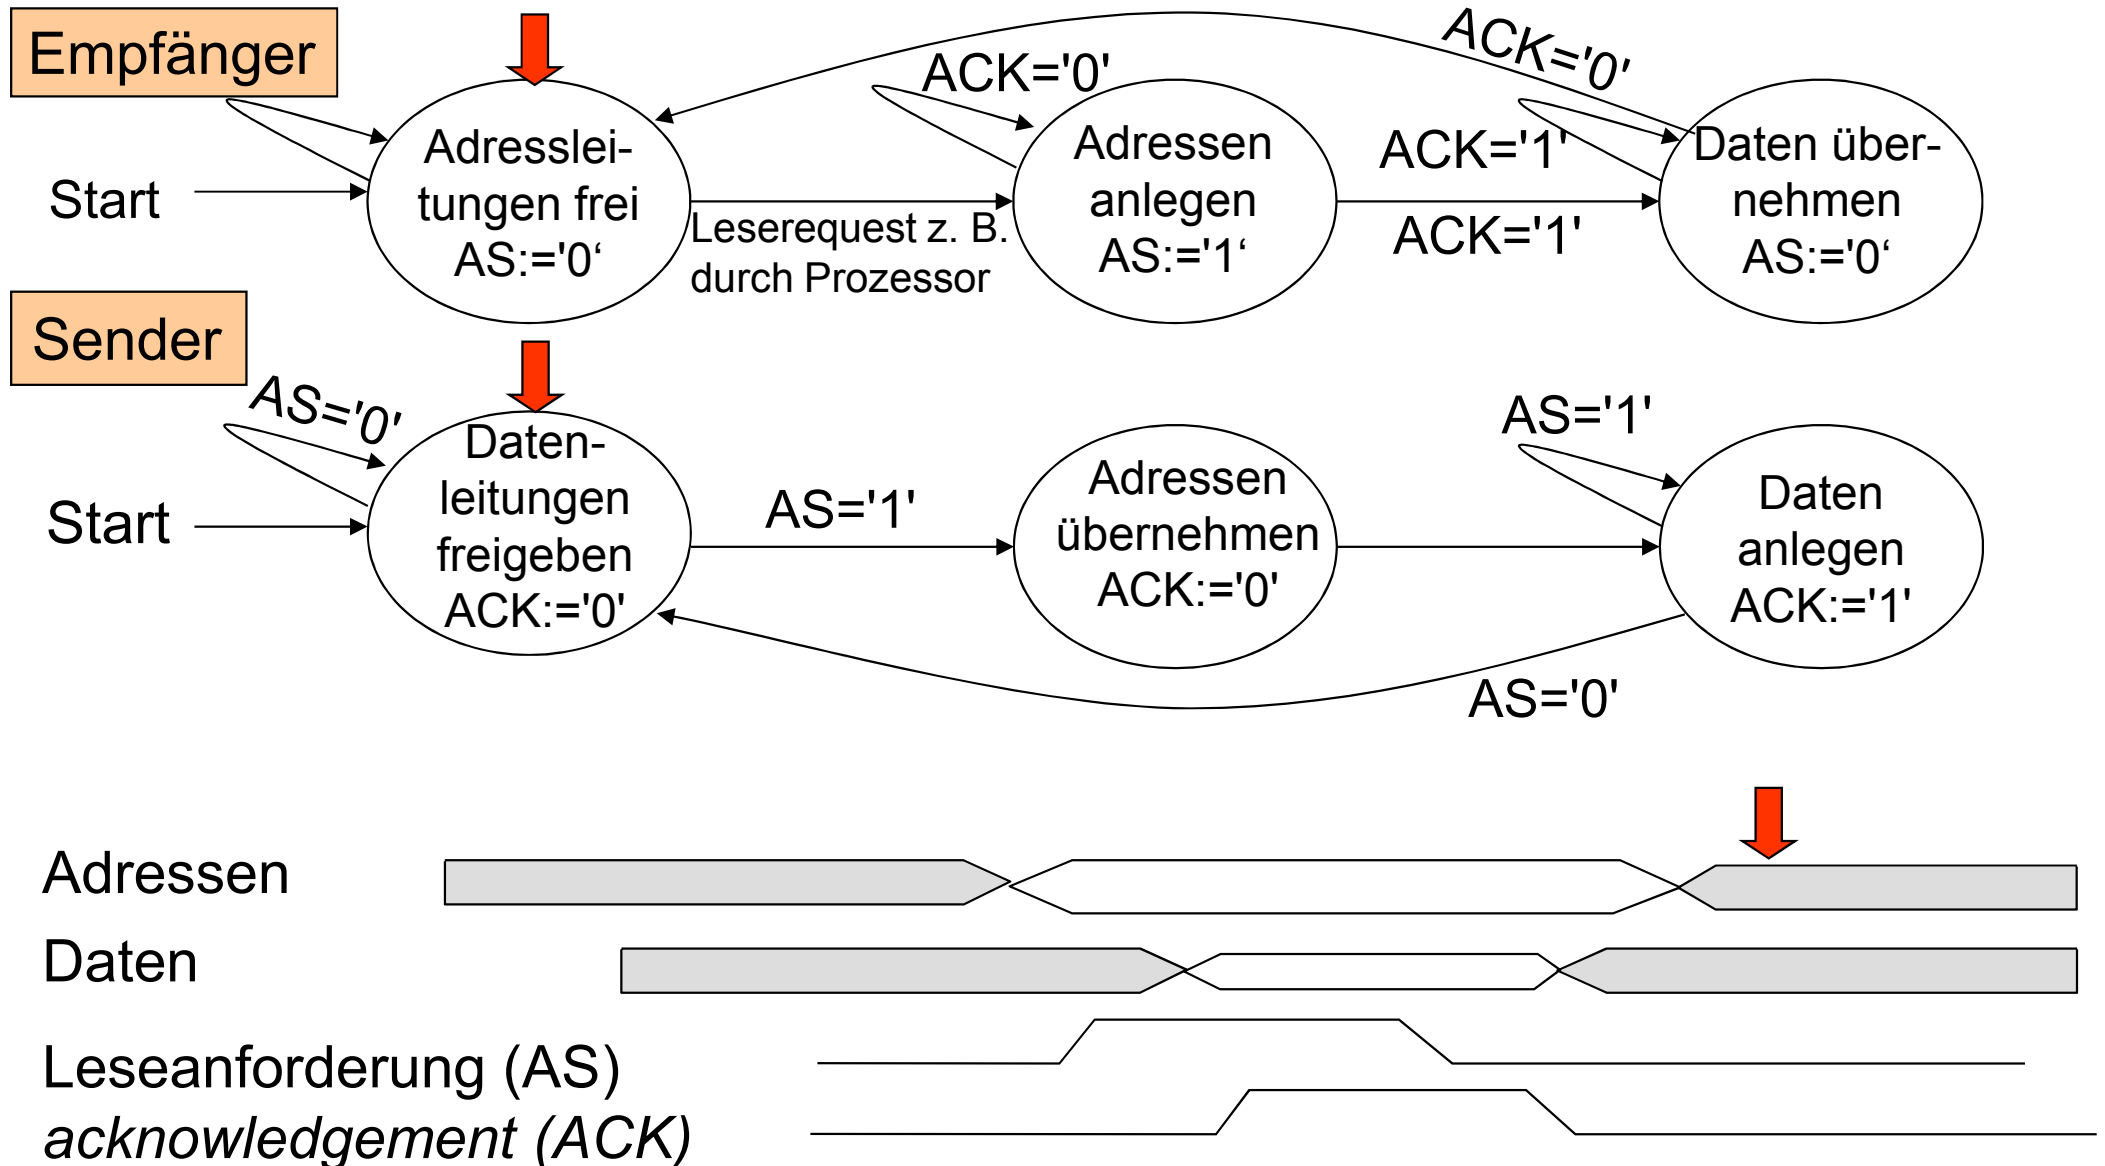 Empfänger
Start
Adresslei-
tungen frei
AS:='0‘
Leserequest z. B.
durch Prozessor
ACK='0'
Adressen
anlegen
AS:='1‘
ACK='1'
ACK='1'
ACK='0'
Daten über-
nehmen
AS:='0‘
Sender
AS='0'
Start
Daten-
leitungen
freigeben
ACK:='0'
AS='1'
Adressen
übernehmen
ACK:='0'
AS='1'
Daten
anlegen
ACK:='1'
AS='0'
Adressen
Daten
Leseanforderung (AS)
acknowledgement (ACK)